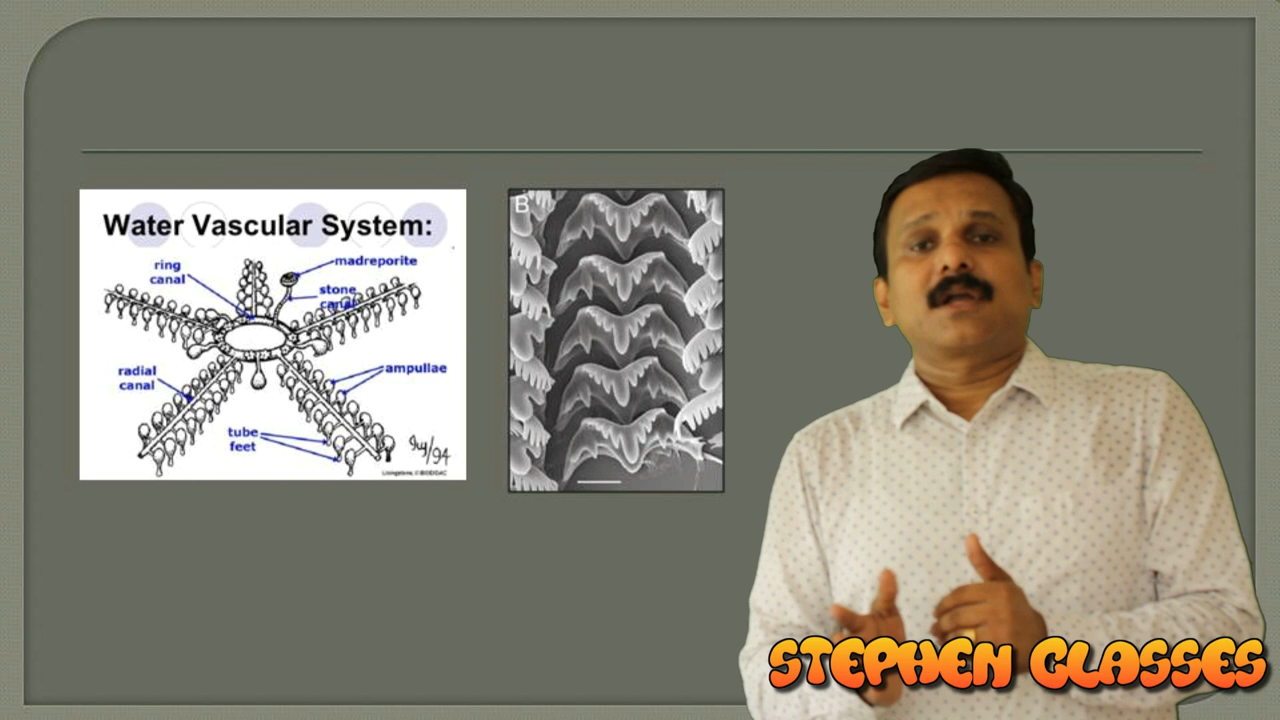 Water Vascular System:
ring
canal
madreporite
stone
canal
radial
canal
ampullae
tube
feet
B
STEPHEN CLASSES